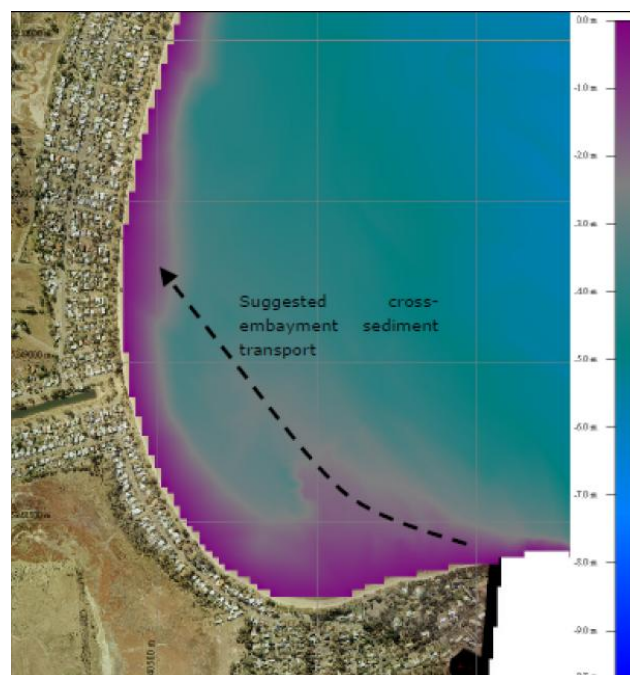 0.0 m
-1.0 m
-2.0 m
-3.0 m
Suggested cross-
embayment sediment
transport
-4.0 m
-5.0 m
-6.0 m
-7.0 m
-8.0 m
-9.0 m